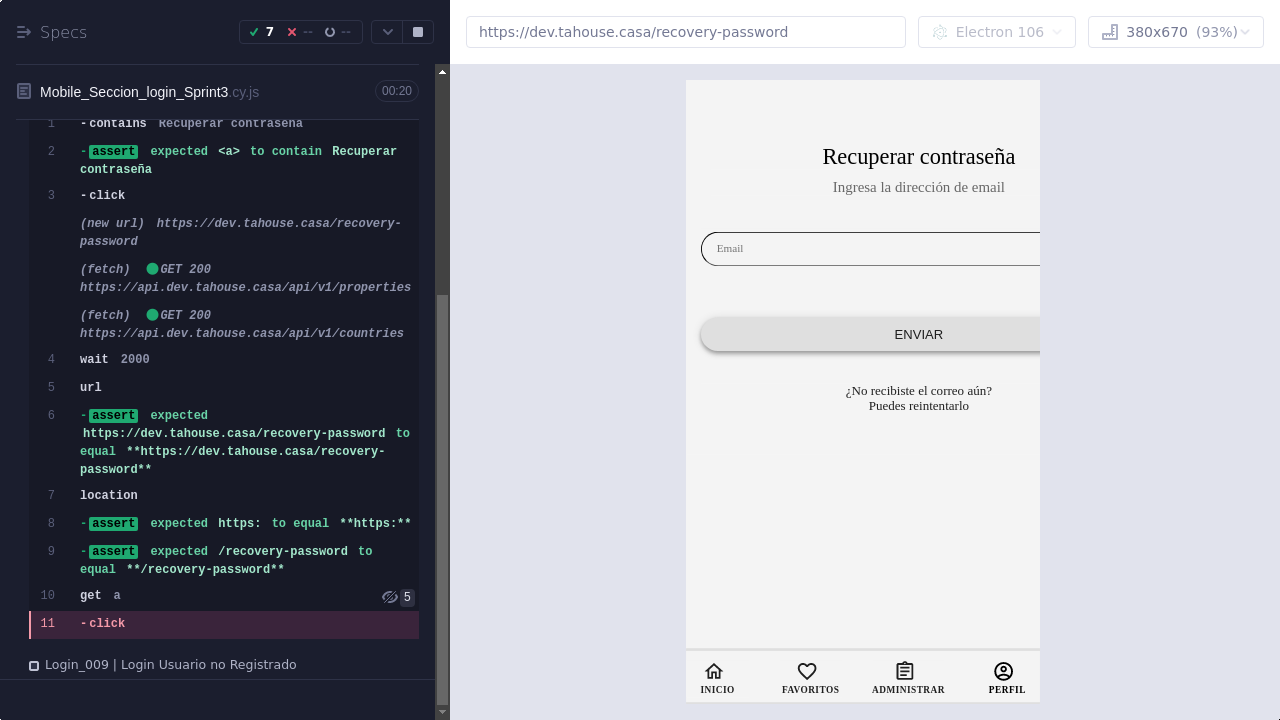 Specs
7
--
--
https://dev.tahouse.casa/recovery-password
Electron 106
380x670 (93%)
Mobile_Seccion_login_Sprint3.cy.js
00:20
1 -contains Recuperar contraseña
2 -assert expected <a> to contain Recuperar
contraseña
3 -click
(new url) https://dev.tahouse.casa/recovery-
password
(fetch) GET 200
https://api.dev.tahouse.casa/api/v1/properties
(fetch) GET 200
https://api.dev.tahouse.casa/api/v1/countries
4 wait 2000
5 url
6 -assert expected
https://dev.tahouse.casa/recovery-password to
equal **https://dev.tahouse.casa/recovery-
password**
7 location
8 -assert expected https: to equal **https:**
9 -assert expected /recovery-password to
equal **/recovery-password**
10 get a 5
11 -click
Login_009 | Login Usuario no Registrado
Recuperar contraseña
Ingresa la dirección de email
Email
ENVIAR
¿No recibiste el correo aún?
Puedes reintentarlo
INICIO
FAVORITOS
ADMINISTRAR
PERFIL